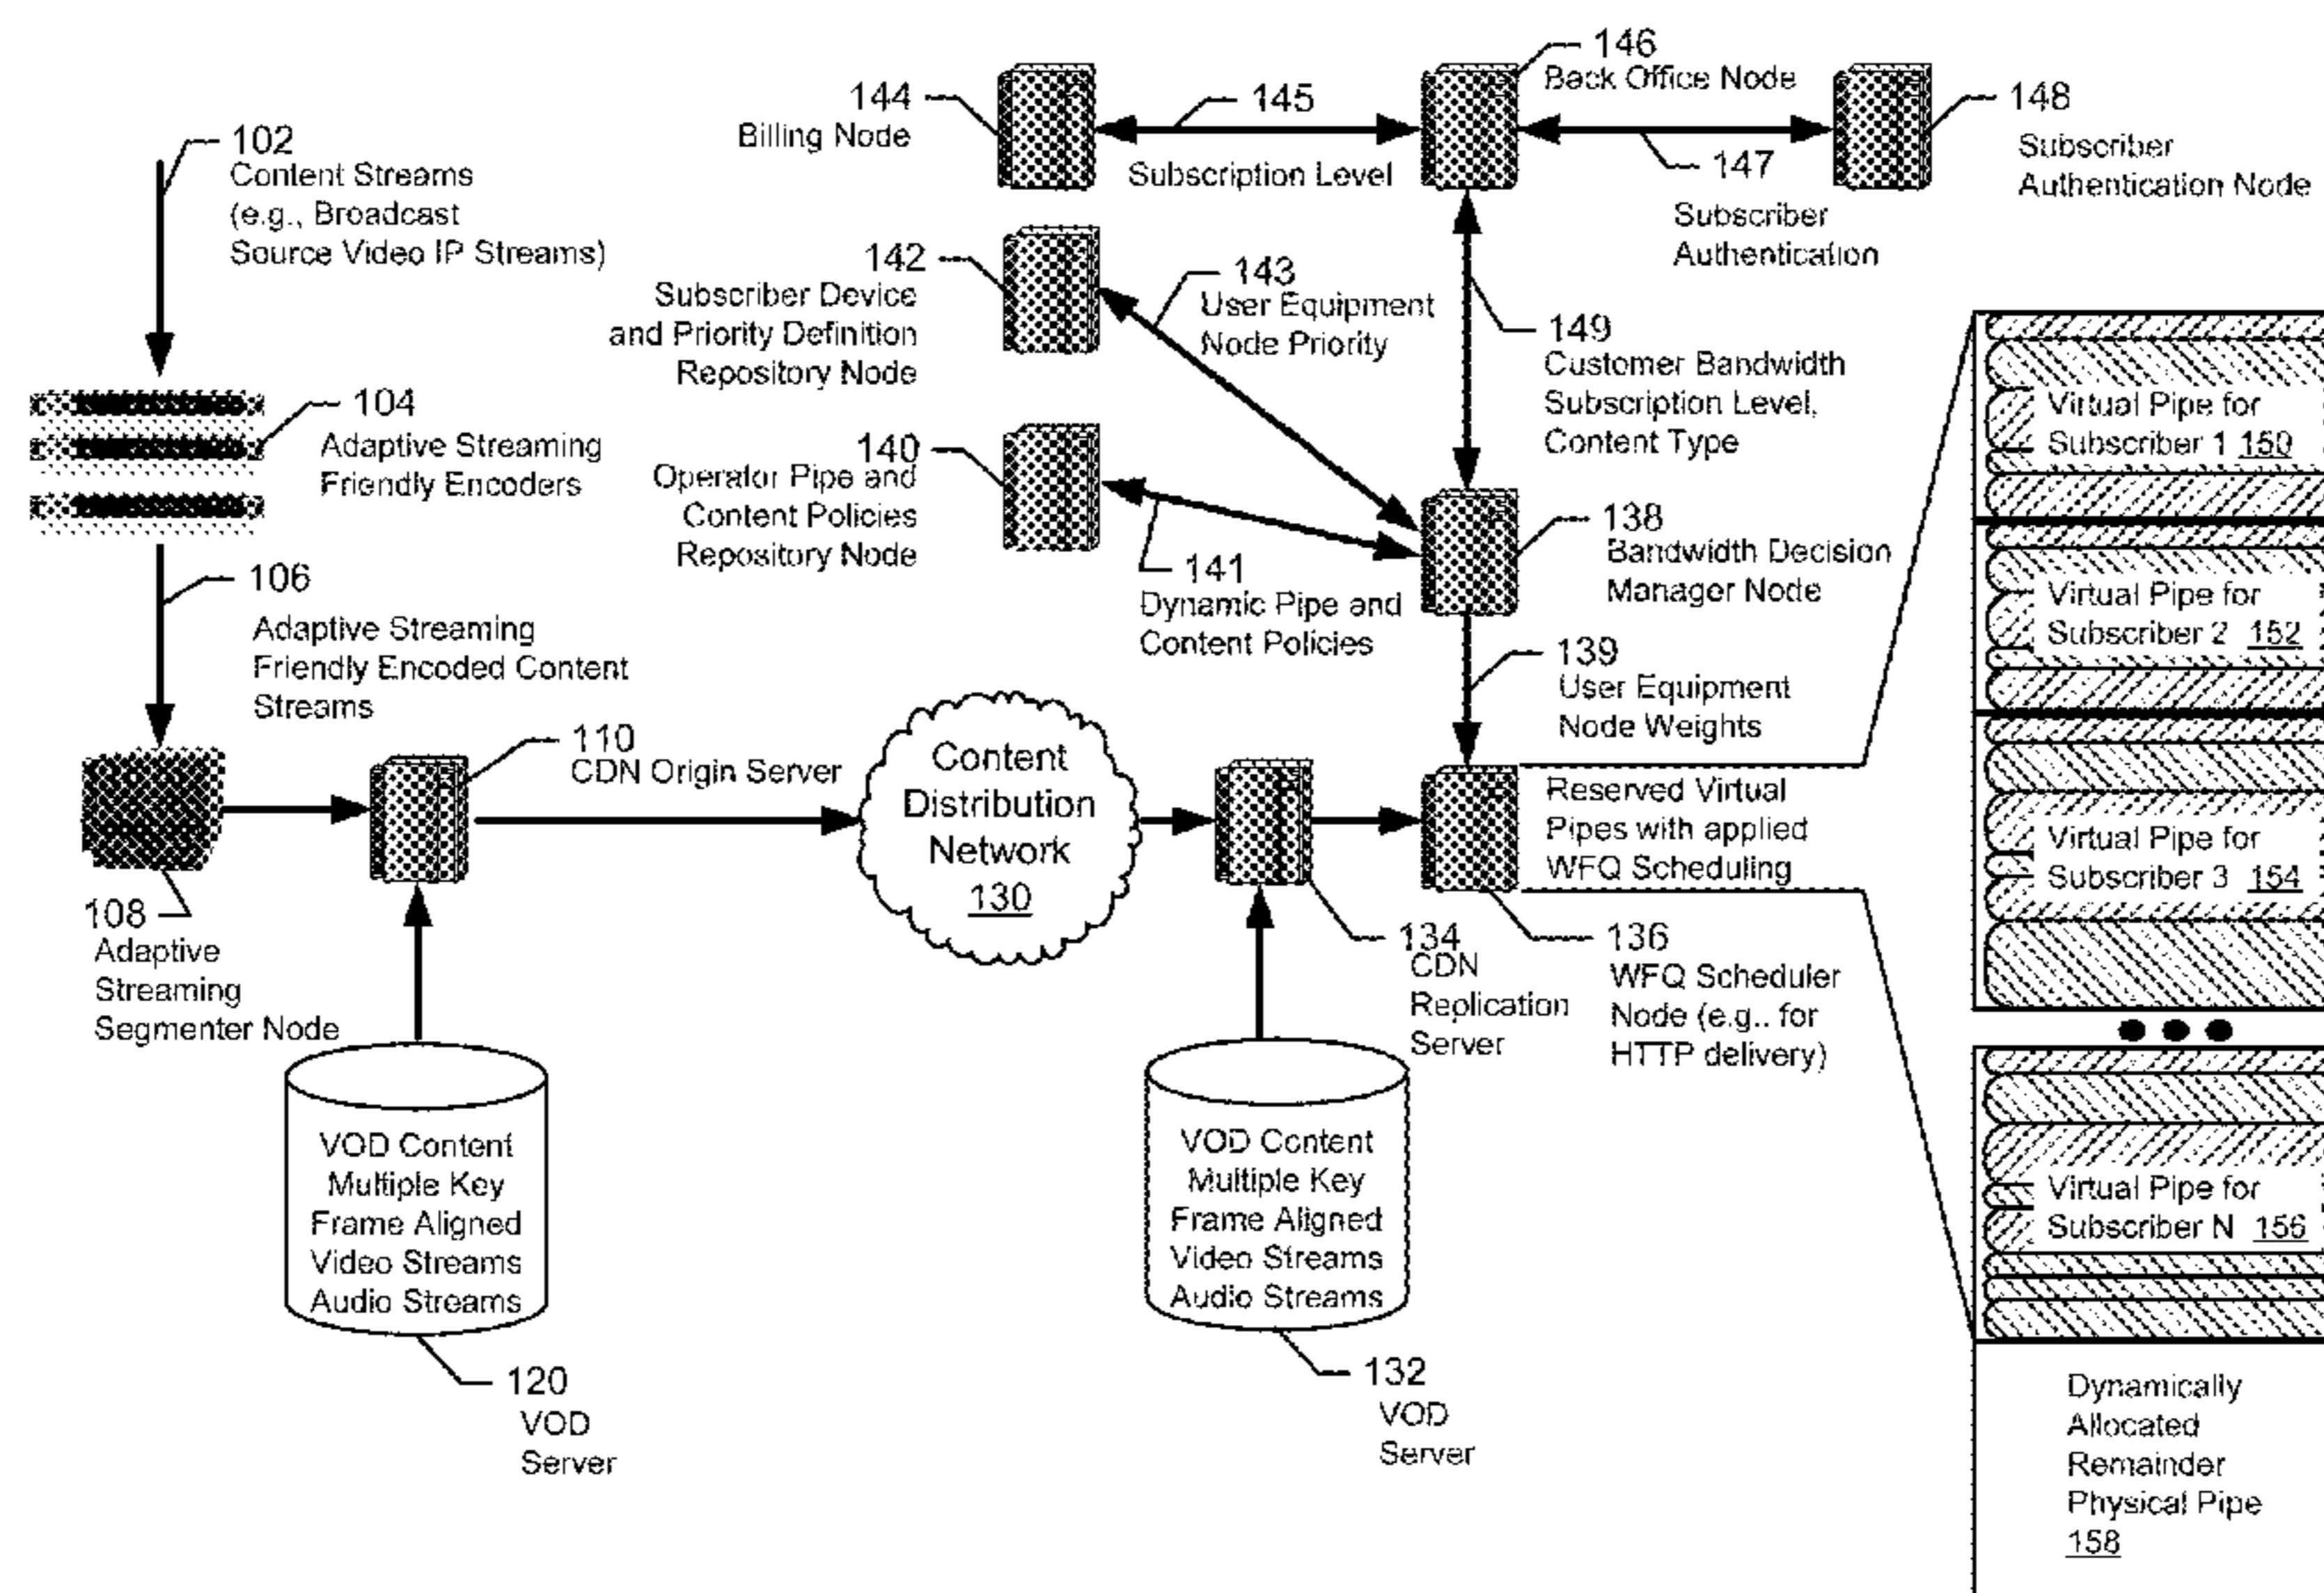 102
Content Streams
(e.g., Broadcast
Source Video IP Streams)
104
Adaptive Streaming
Friendly Encoders
106
Adaptive Streaming
Friendly Encoded Content
Streams
108
Adaptive
Streaming
Segmenter Node
110
CDN Origin Server
VOD Content
Multiple Key
Frame Aligned
Video Streams
Audio Streams
120
VOD
Server
Content
Distribution
Network
130
VOD Content
Multiple Key
Frame Aligned
Video Streams
Audio Streams
132
VOD
Server
134
CDN
Replication
Server
136
WFQ Scheduler
Node (e.g., for
HTTP delivery)
Reserved Virtual
Pipes with applied
WFQ Scheduling
139
User Equipment
Node Weights
138
Bandwidth Decision
Manager Node
140
Operator Pipe and
Content Policies
Repository Node
141
Dynamic Pipe and
Content Policies
142
Subscriber Device
and Priority Definition
Repository Node
143
User Equipment
Node Priority
144
Billing Node
145
Subscription Level
146
Back Office Node
147
Subscriber
Authentication
148
Subscriber
Authentication Node
149
Customer Bandwidth
Subscription Level,
Content Type
Virtual Pipe for
Subscriber 1 150
Virtual Pipe for
Subscriber 2 152
Virtual Pipe for
Subscriber 3 154
Virtual Pipe for
Subscriber N 156
Dynamically
Allocated
Remainder
Physical Pipe
158